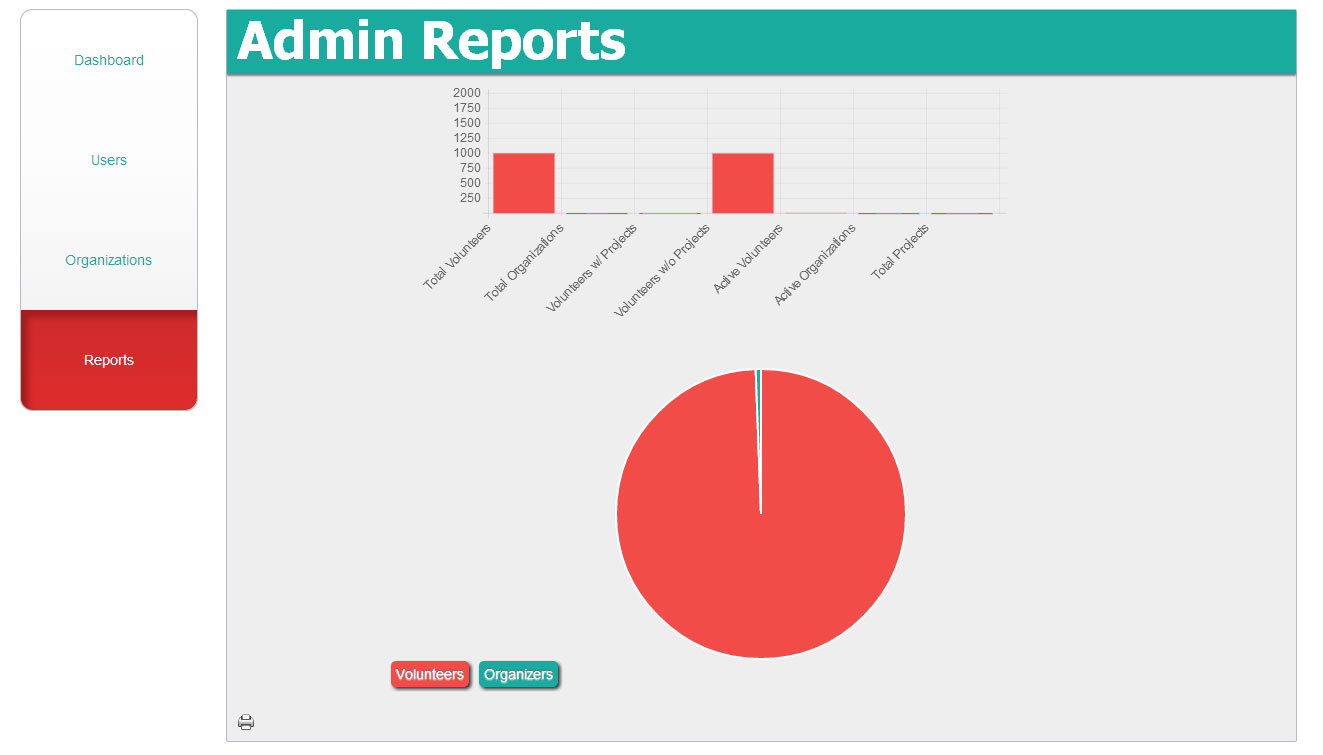 Dashboard
Users
Organizations
Reports
Admin Reports
2000
1750
1500
1250
1000
750
500
250
Total Volunteers
Total Organizations
Volunteers w/ Projects
Volunteers w/o Projects
Active Volunteers
Active Organizations
Total Projects
Volunteers
Organizers